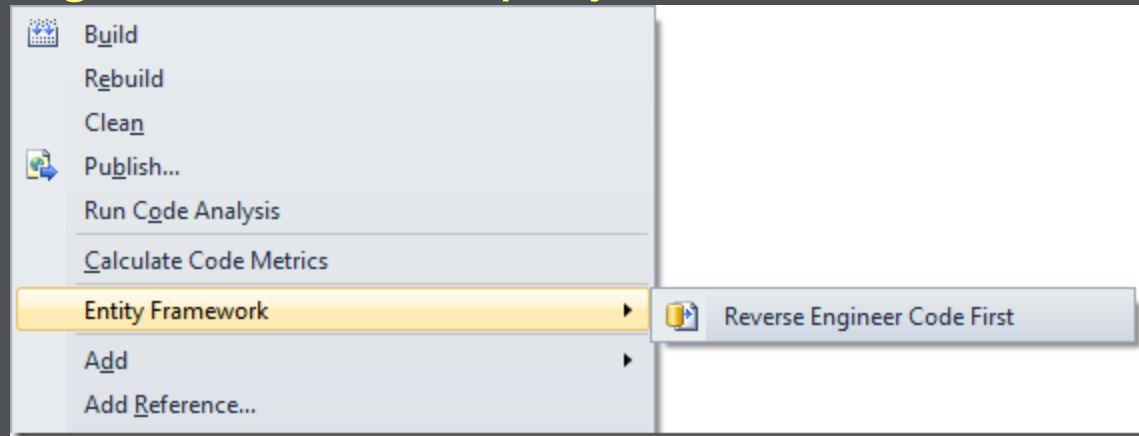 Build
Rebuild
Clean
Publish...
Run Code Analysis
Calculate Code Metrics
Entity Framework
Reverse Engineer Code First
Add
Add Reference...